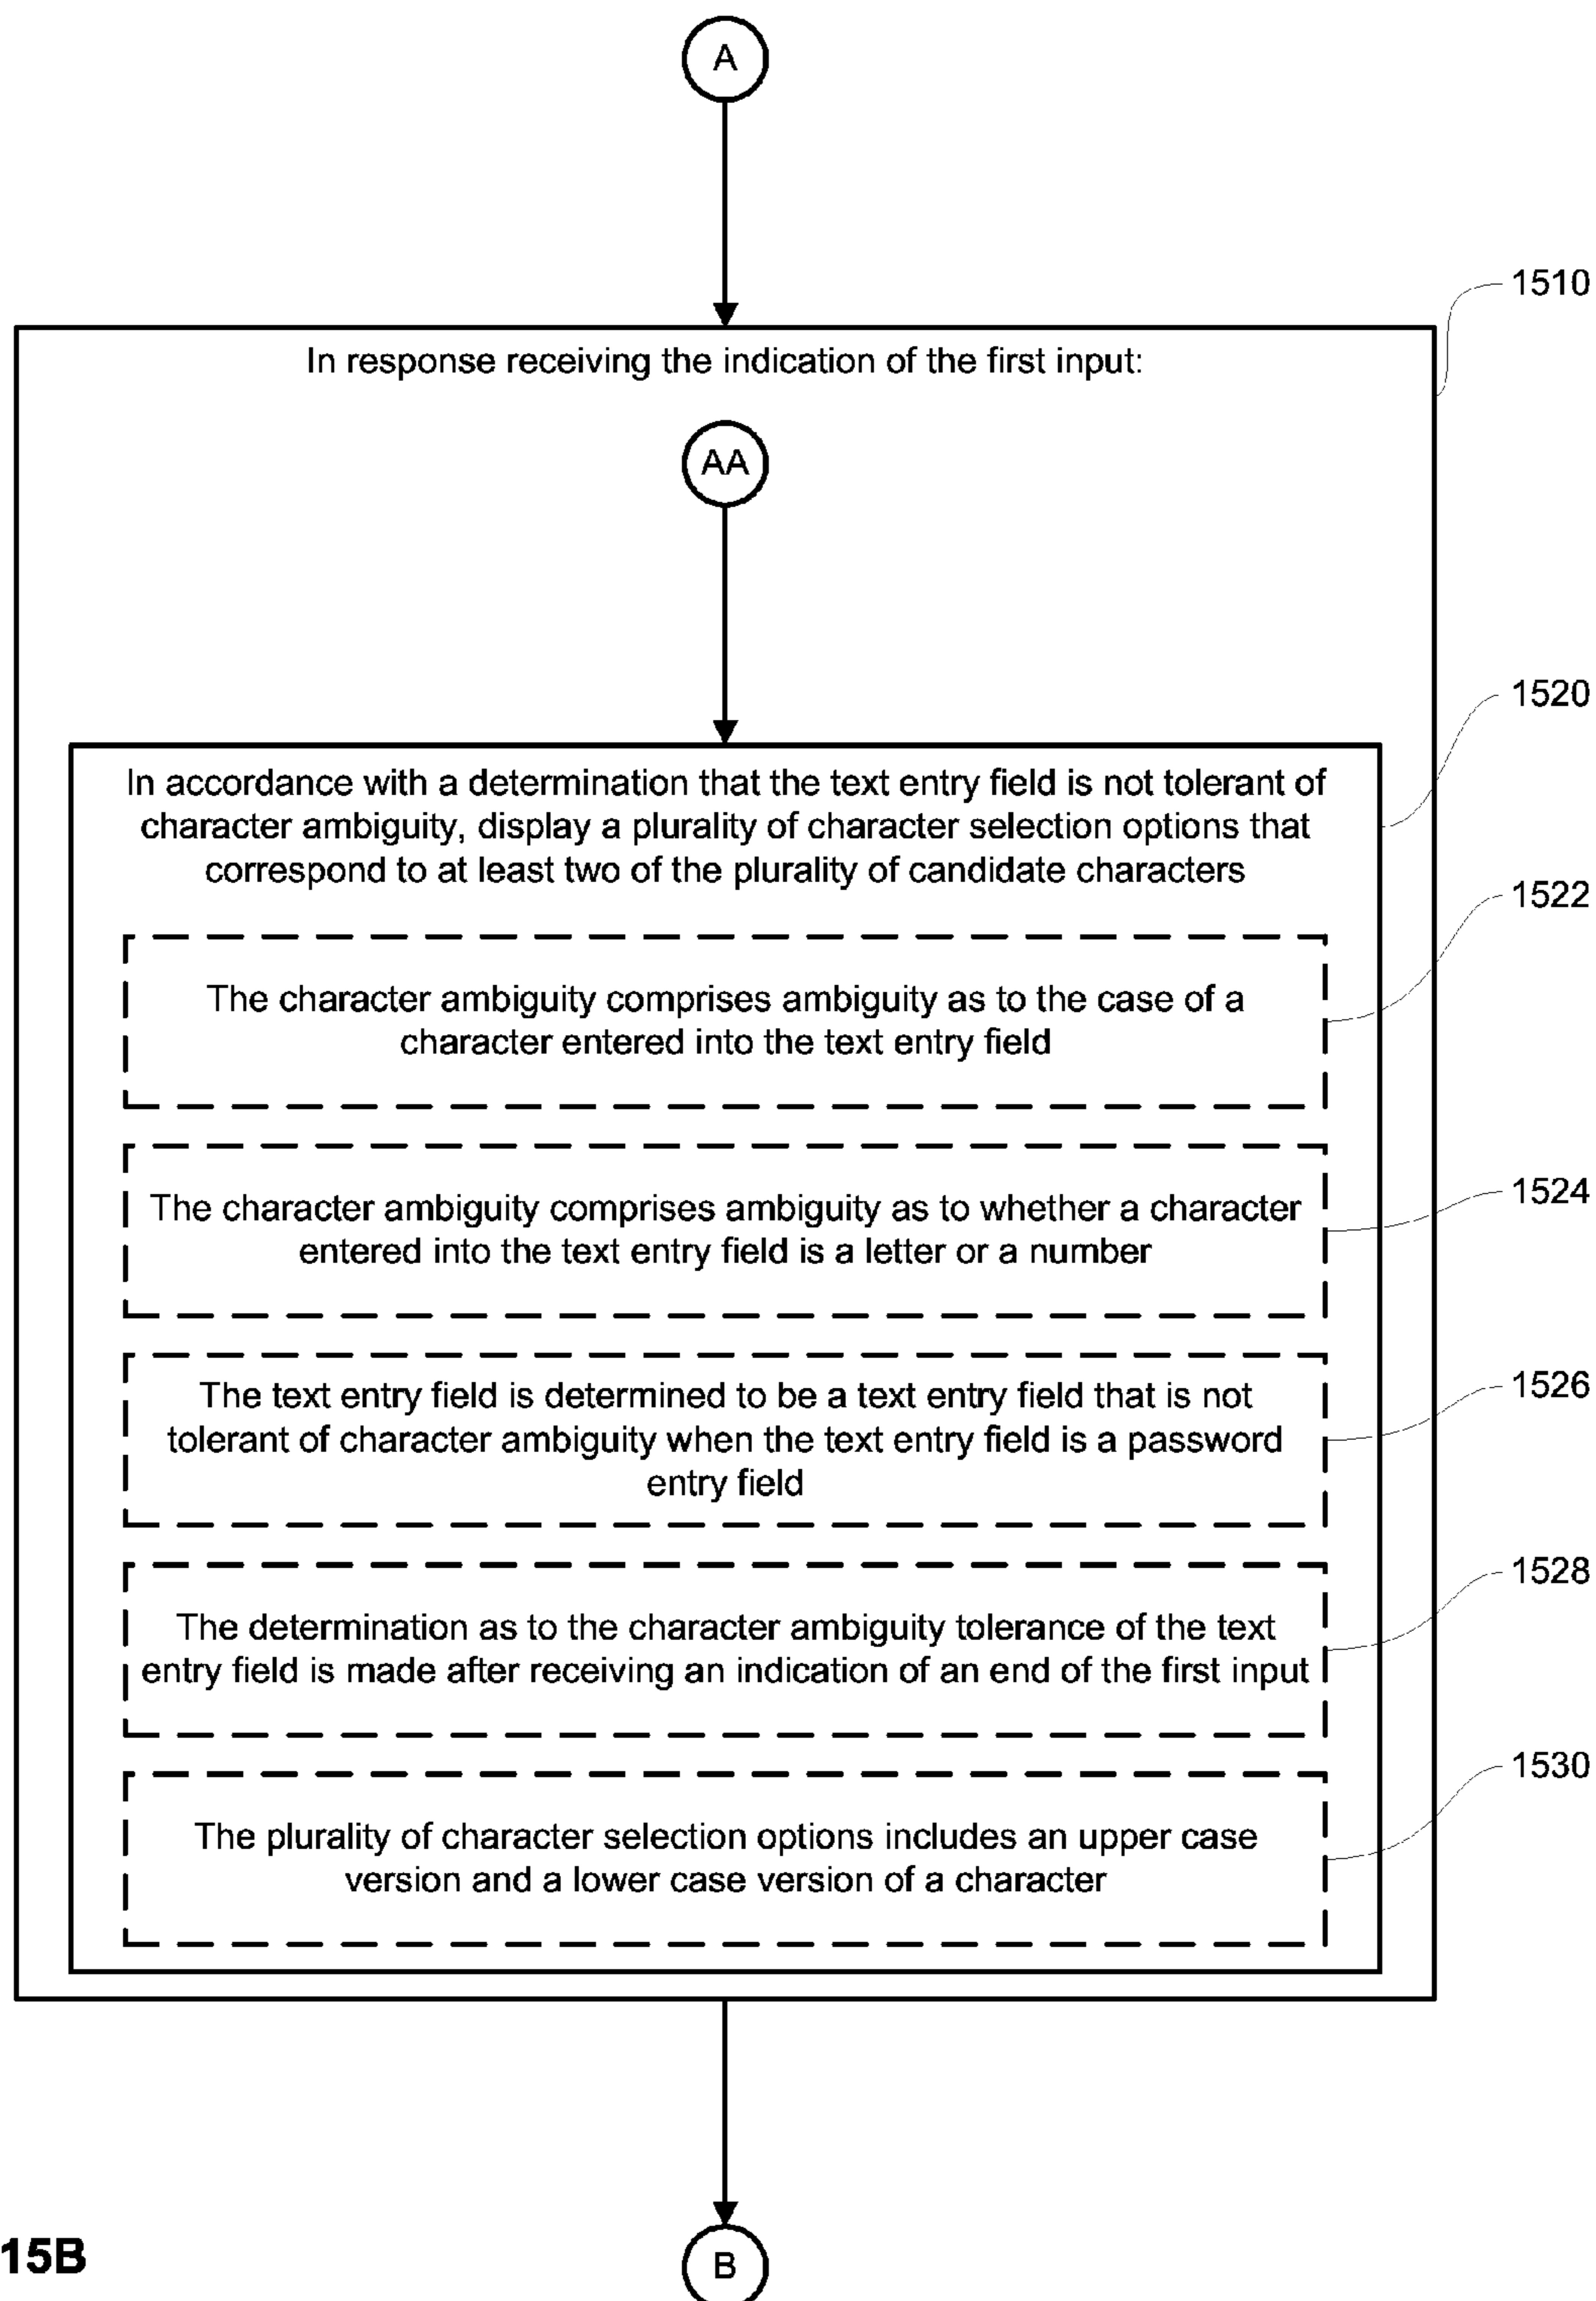 A
1510
In response receiving the indication of the first input:
AA
1520
In accordance with a determination that the text entry field is not tolerant of
character ambiguity, display a plurality of character selection options that
correspond to at least two of the plurality of candidate characters
1522
The character ambiguity comprises ambiguity as to the case of a
character entered into the text entry field
1524
The character ambiguity comprises ambiguity as to whether a character
entered into the text entry field is a letter or a number
1526
The text entry field is determined to be a text entry field that is not
tolerant of character ambiguity when the text entry field is a password
entry field
1528
The determination as to the character ambiguity tolerance of the text
entry field is made after receiving an indication of an end of the first input
1530
The plurality of character selection options includes an upper case
version and a lower case version of a character
15B
B